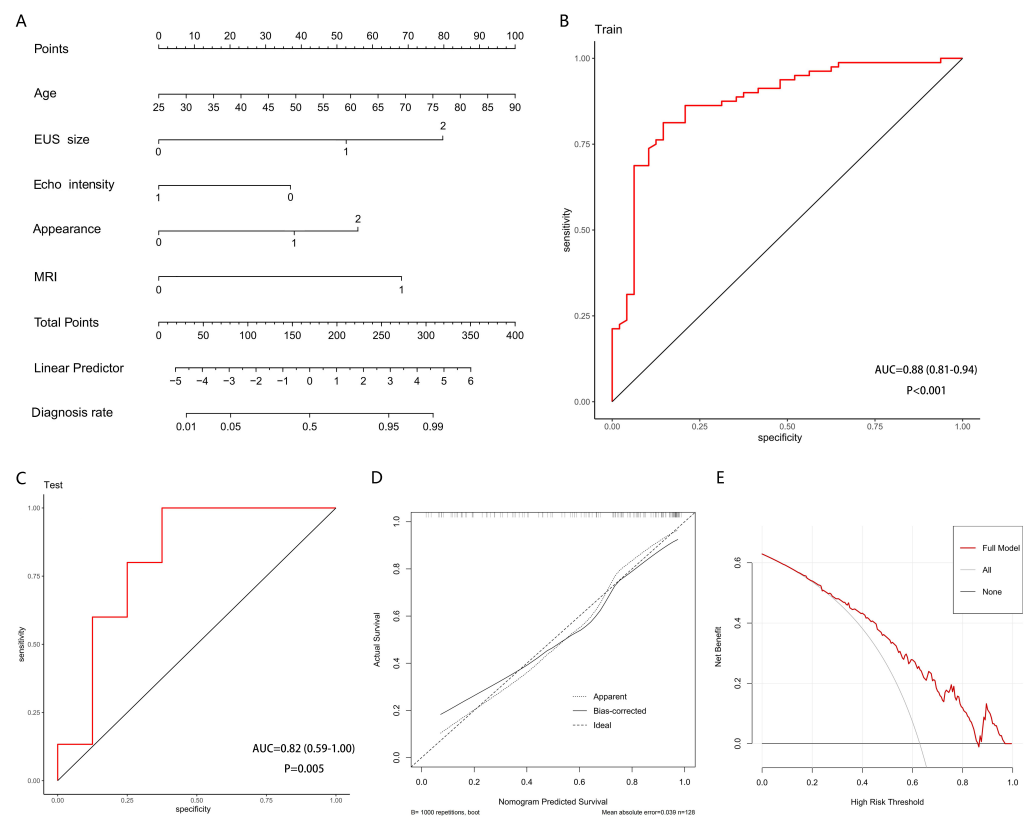 A
Points
0 10 20 30 40 50 60 70 80 90 100
Age
25 30 35 40 45 50 55 60 65 70 75 80 85 90
EUS size
2
0 1
Echo intensity
1 0
Appearance
2
0 1
MRI
0 1
Total Points
0 50 100 150 200 250 300 350 400
Linear Predictor
−5 −4 −3 −2 −1 0 1 2 3 4 5 6
Diagnosis rate
0.01 0.05 0.5 0.95 0.99
B
Train
1.00
0.75
0.50
0.25
0.00
sensitivity
AUC=0.88 (0.81-0.94)
P<0.001
0.00 0.25 0.50 0.75 1.00
specificity
C
Test
1.00
0.75
0.50
0.25
0.00
sensitivity
AUC=0.82 (0.59-1.00)
P=0.005
0.00 0.25 0.50 0.75 1.00
specificity
D
1.0
0.8
0.6
0.4
0.2
0.0
Actual Survival
Apparent
Bias-corrected
Ideal
0.0 0.2 0.4 0.6 0.8 1.0
Nomogram Predicted Survival
B= 1000 repetitions, boot
Mean absolute error=0.039 n=128
E
Full Model
All
None
0.6
0.4
0.2
0.0
Net Benefit
0.0 0.2 0.4 0.6 0.8 1.0
High Risk Threshold